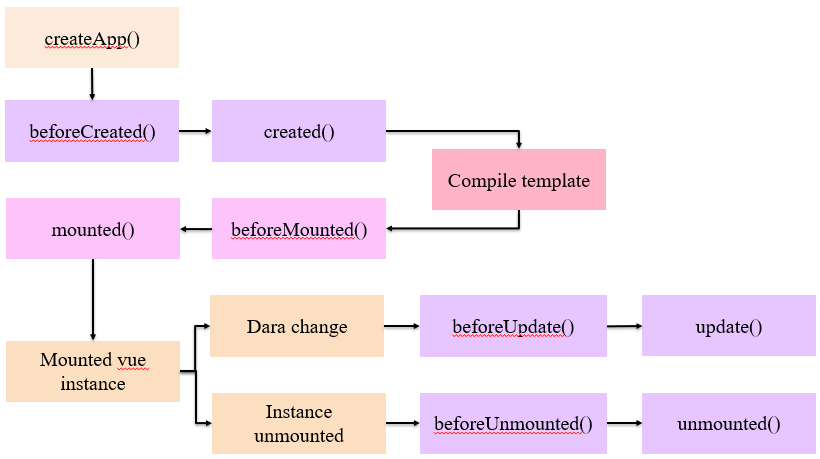 createApp()
beforeCreated()
created()
Compile template
mounted()
beforeMounted()
Dara change
beforeUpdate()
update()
Mounted vue
instance
Instance
unmounted
beforeUnmounted()
unmounted()